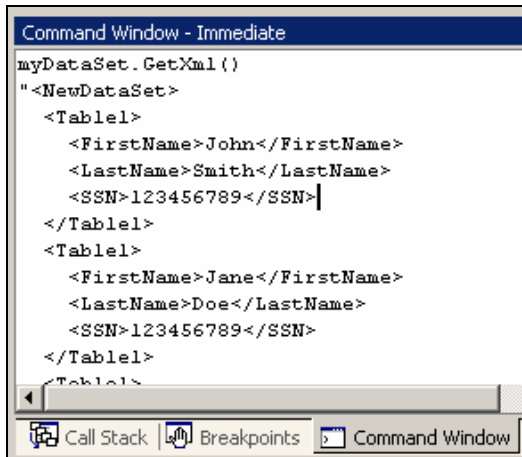 Command Window - Immediate
myDataSet.GetXml()
"<NewDataSet>
  <Table1>
    <FirstName>John</FirstName>
    <LastName>Smith</LastName>
    <SSN>123456789</SSN>
  </Table1>
  <Table1>
    <FirstName>Jane</FirstName>
    <LastName>Doe</LastName>
    <SSN>123456789</SSN>
  </Table1>
  <Table1>
Call Stack Breakpoints Command Window